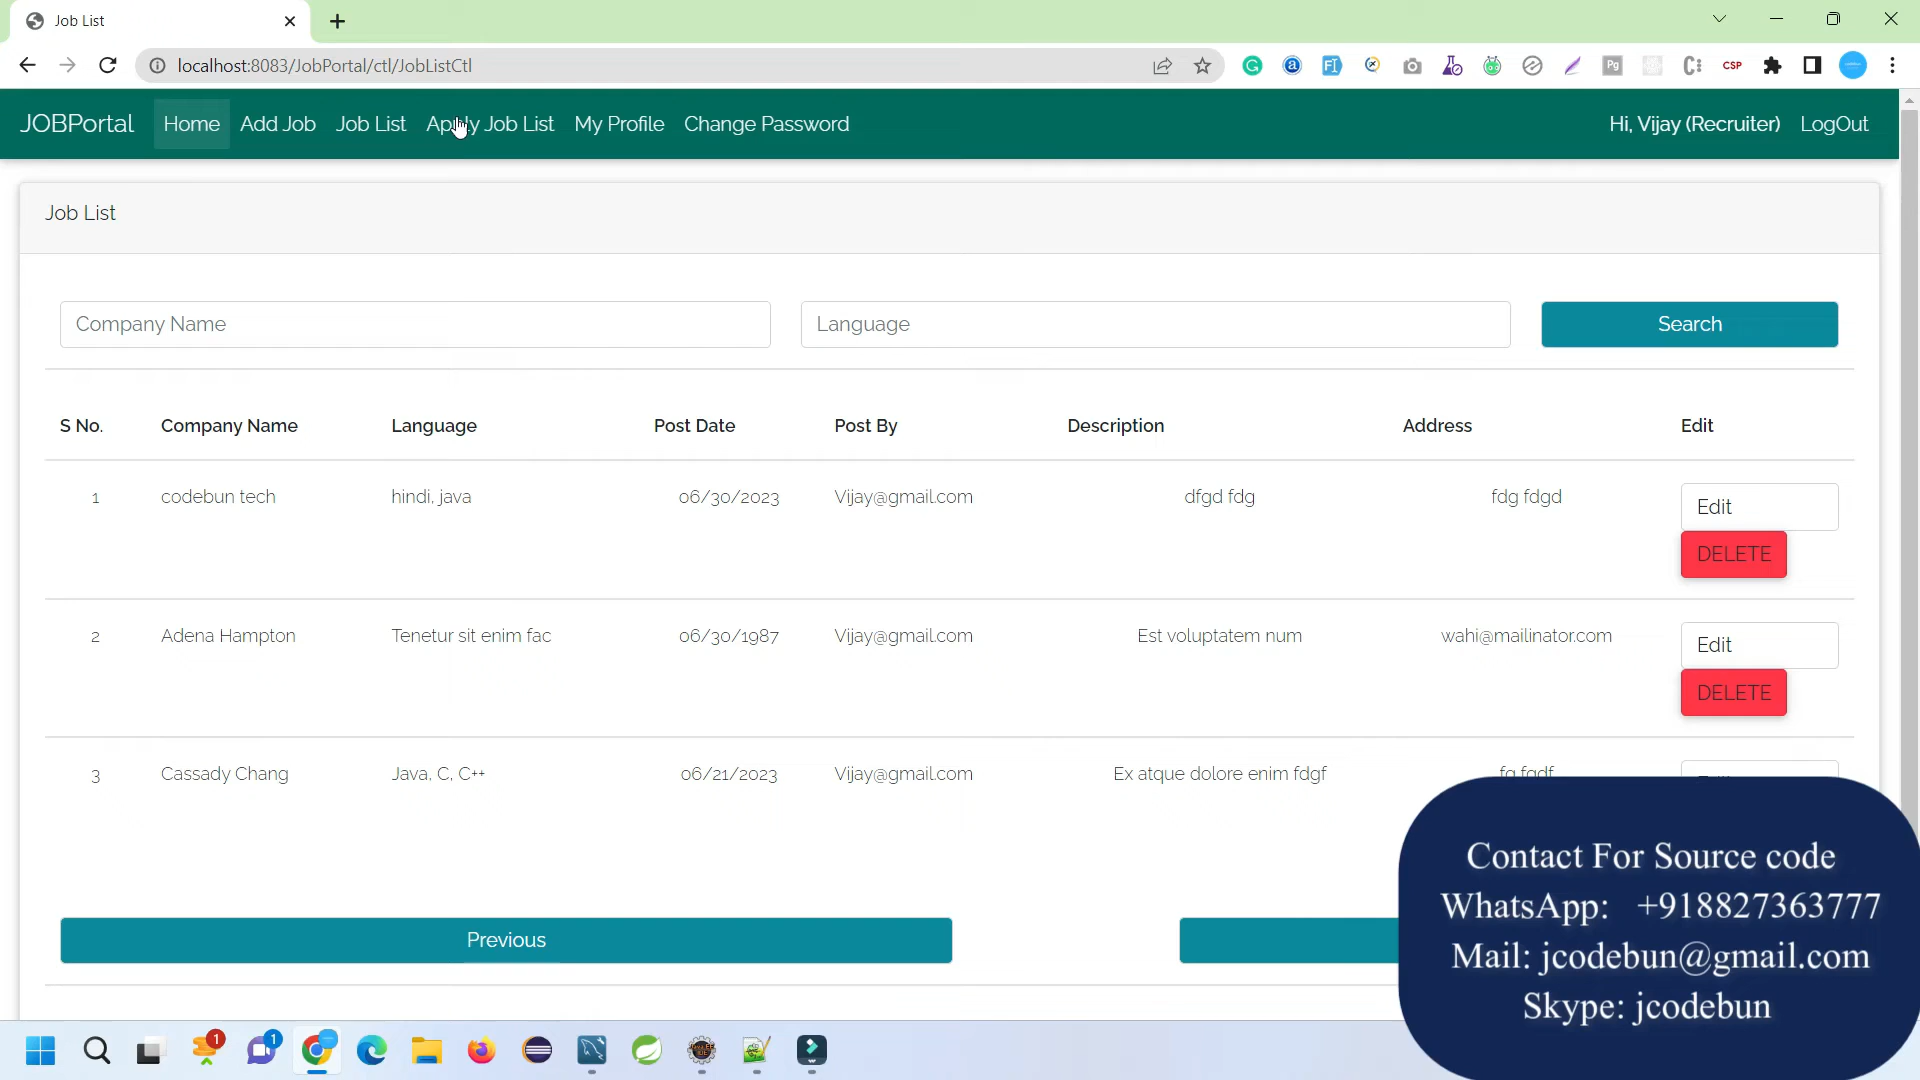 Job List
localhost:8083/JobPortal/ctl/JobListCtl
CSP
JOBPortal Home Add Job Job List Apply Job List My Profile Change Password Hi, Vijay (Recruiter) LogOut
Job List
Company Name Language Search
S No. Company Name Language Post Date Post By Description Address Edit
1 codebun tech hindi, java 06/30/2023 Vijay@gmail.com dfgd fdg fdg fdgd Edit
DELETE
2 Adena Hampton Tenetur sit enim fac 06/30/1987 Vijay@gmail.com Est voluptatem num wahi@mailinator.com Edit
DELETE
3 Cassady Chang Java, C, C++ 06/21/2023 Vijay@gmail.com Ex atque dolore enim fdgf
Previous
Contact For Source code
WhatsApp: +918827363777
Mail: jcodebun@gmail.com
Skype: jcodebun
1
1